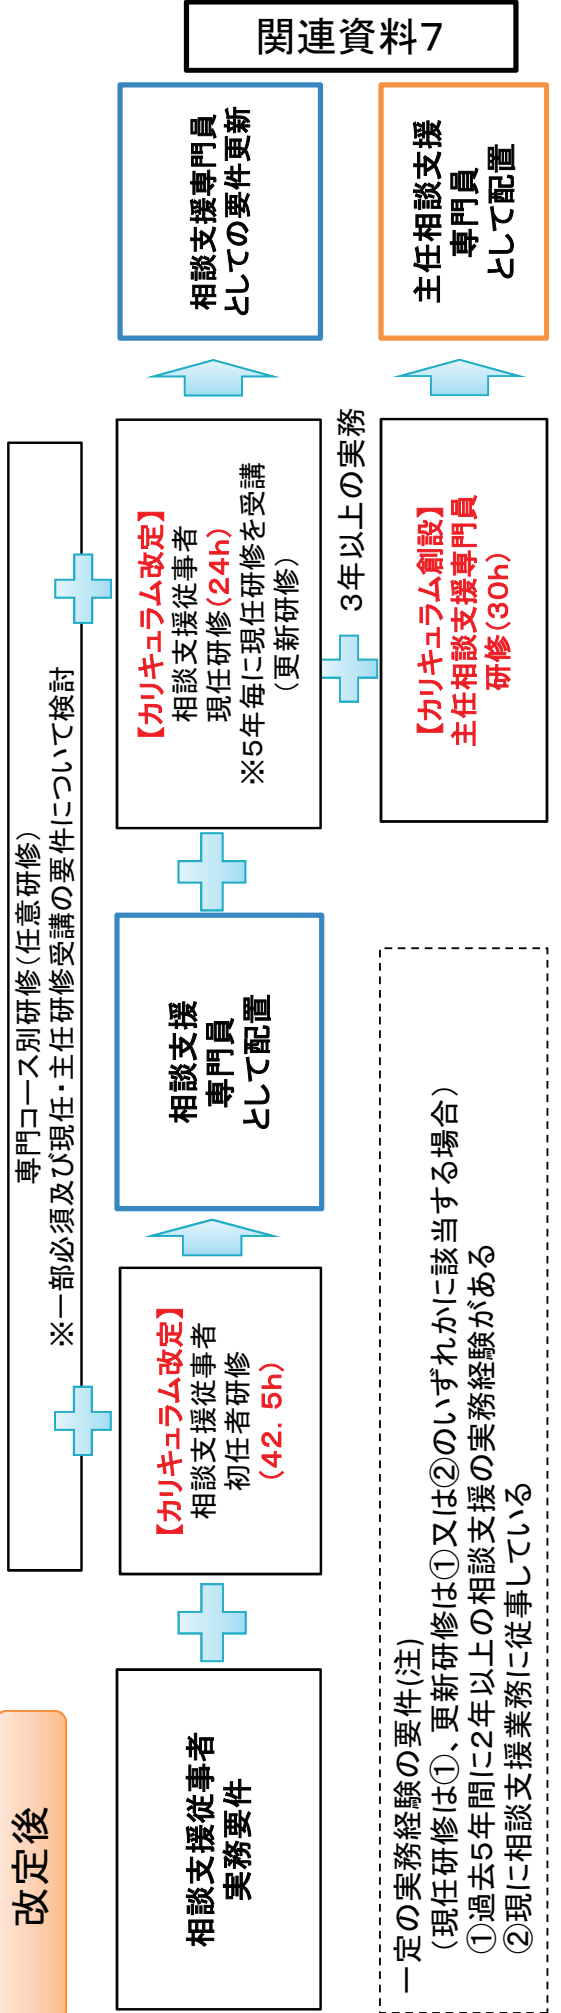 関連資料7
改定後
専門コース別研修(任意研修)
※一部必須及び現任・主任研修受講の要件について検討
相談支援従事者
実務要件
【カリキュラム改定】
相談支援従事者
初任者研修
(42.5h)
相談支援
専門員
として配置
【カリキュラム改定】
相談支援従事者
現任研修(24h)
※5年毎に現任研修を受講
(更新研修)
相談支援専門員
としての要件更新
3年以上の実務
【カリキュラム創設】
主任相談支援専門員
研修(30h)
主任相談支援
専門員
として配置
一定の実務経験の要件(注)
(現任研修は①、更新研修は①又は②のいずれかに該当する場合)
①過去5年間に2年以上の相談支援の実務経験がある
②現に相談支援業務に従事している